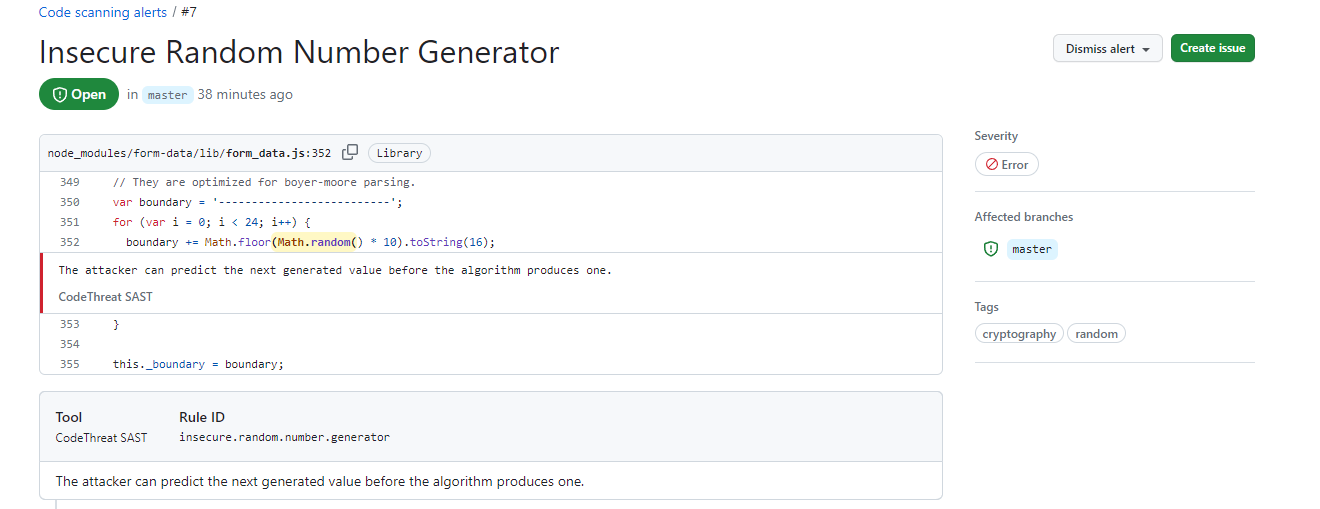 Code scanning alerts / #7
Insecure Random Number Generator
Dismiss alert
Create issue
Open in master 38 minutes ago
node_modules/form-data/lib/form_data.js:352 Library
349 // They are optimized for boyer-moore parsing.
350 var boundary = '--------------------------';
351 for (var i = 0; i < 24; i++) {
352 boundary += Math.floor(Math.random() * 10).toString(16);
The attacker can predict the next generated value before the algorithm produces one.
CodeThreat SAST
353 }
354
355 this._boundary = boundary;
Tool
CodeThreat SAST
Rule ID
insecure.random.number.generator
The attacker can predict the next generated value before the algorithm produces one.
Severity
Error
Affected branches
master
Tags
cryptography random